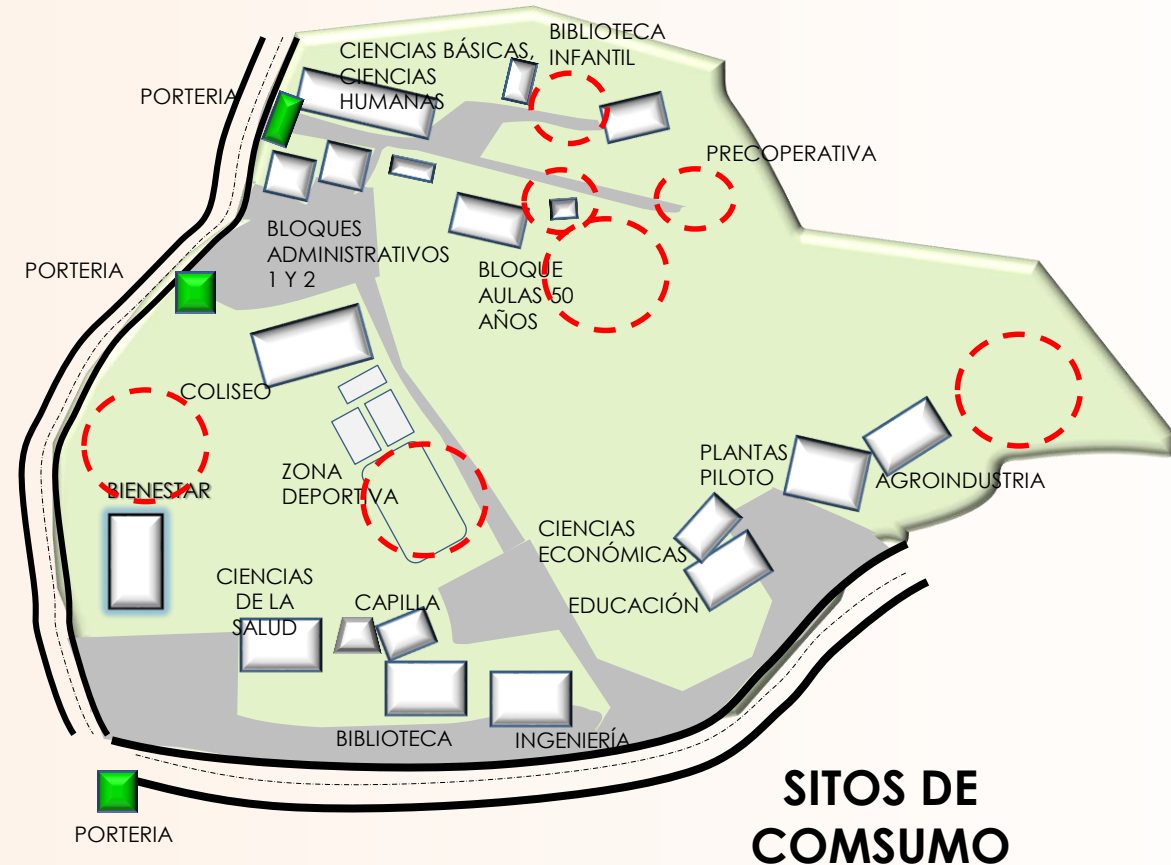 BIBLIOTECA
INFANTIL
CIENCIAS BÁSICAS,
CIENCIAS
HUMANAS
PORTERIA
PRECOPERATIVA
BLOQUES
ADMINISTRATIVOS
1 Y 2
PORTERIA
BLOQUE
AULAS 50
AÑOS
COLISEO
ZONA
DEPORTIVA
PLANTAS
PILOTO
AGROINDUSTRIA
BIENESTAR
CIENCIAS
ECONÓMICAS
CIENCIAS
DE LA
SALUD
CAPILLA
EDUCACIÓN
BIBLIOTECA
INGENIERÍA
SITOS DE
COMSUMO
PORTERIA